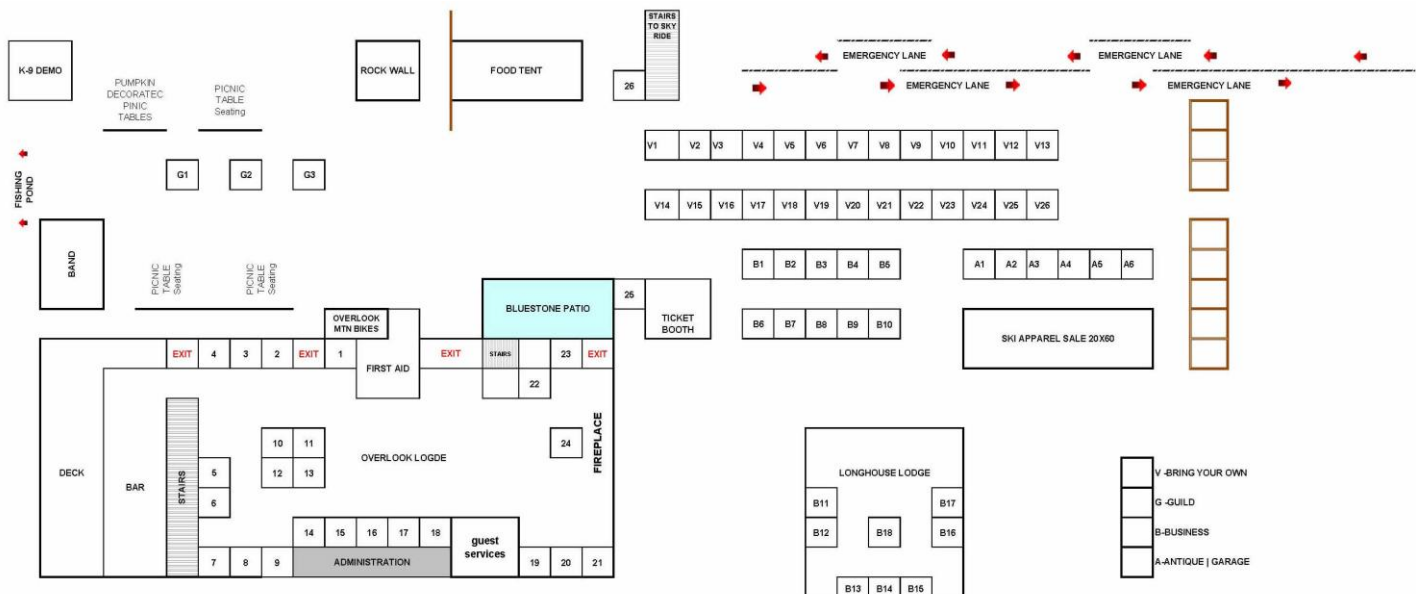 STAIRS
TO SKY
RIDE
K-9 DEMO
ROCK WALL
FOOD TENT
EMERGENCY LANE
EMERGENCY LANE
PUMPKIN
DECORATEC
PINIC
TABLES
PICNIC
TABLE
Seating
26
EMERGENCY LANE
EMERGENCY LANE
V1 V2 V3 V4 V5 V6 V7 V8 V9 V10 V11 V12 V13
FISHING
POND
G1 G2 G3
V14 V15 V16 V17 V18 V19 V20 V21 V22 V23 V24 V25 V26
BAND
PICNIC
TABLE
Seating
PICNIC
TABLE
Seating
B1 B2 B3 B4 B5
A1 A2 A3 A4 A5 A6
BLUESTONE PATIO
25
TICKET
BOOTH
OVERLOOK
MTN BIKES
B6 B7 B8 B9 B10
SKI APPAREL SALE 20X60
EXIT 4 3 2 EXIT 1
FIRST AID
EXIT
STAIRS
23
EXIT
22
FIREPLACE
DECK
BAR
STAIRS
10 11
12 13
OVERLOOK LOGDE
24
5
6
14 15 16 17 18
guest
services
7 8 9
ADMINISTRATION
19 20 21
LONGHOUSE LODGE
B11 B17
B12 B18 B16
B13 B14 B15
V -BRING YOUR OWN
G -GUILD
B-BUSINESS
A-ANTIQUE | GARAGE